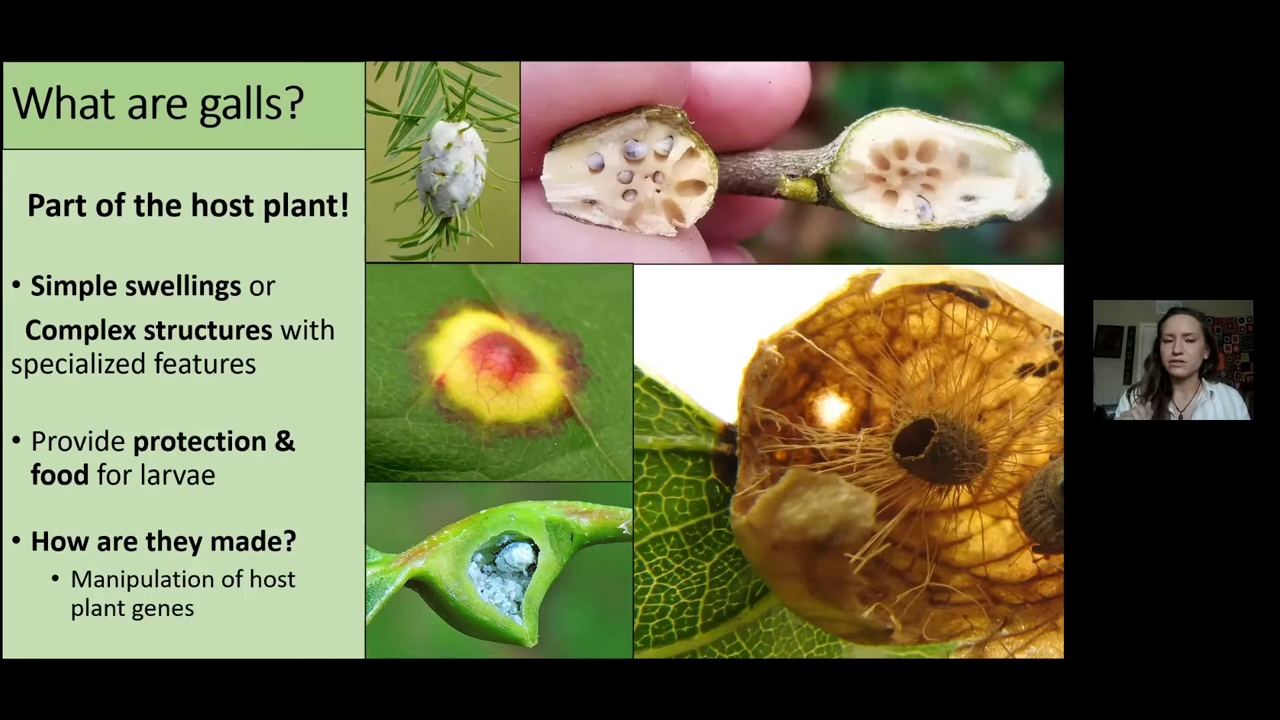 What are galls?
Part of the host plant!
• Simple swellings or
Complex structures with
specialized features
• Provide protection &
food for larvae
• How are they made?
• Manipulation of host
plant genes